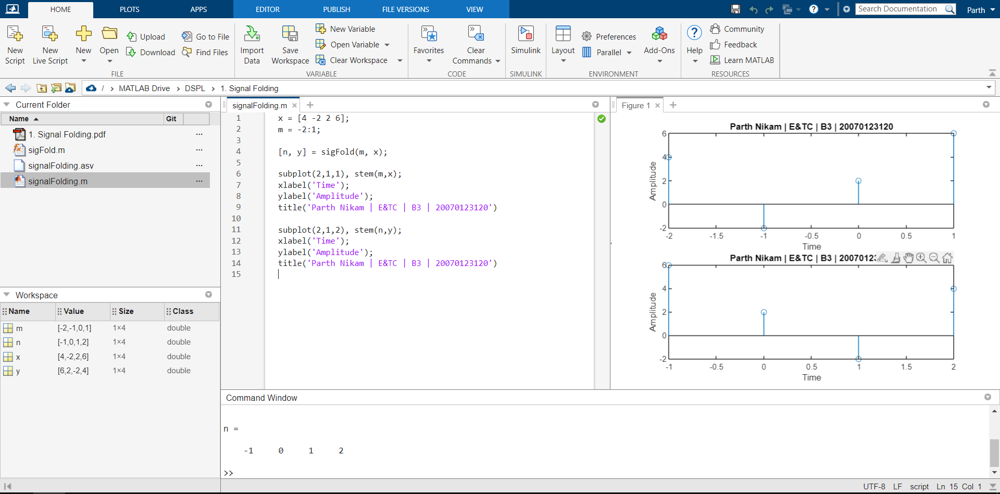 HOME PLOTS APPS EDITOR PUBLISH FILE VERSIONS VIEW Search Documentation Parth
New Script
New Live Script
New
Open
Upload
Download
Go to File
Find Files
FILE
Import Data
Save Workspace
New Variable
Open Variable
Clear Workspace
VARIABLE
Favorites
Clear Commands
CODE
Simulink
SIMULINK
Layout
Preferences
Parallel
Add-Ons
ENVIRONMENT
Help
Community
Feedback
Learn MATLAB
RESOURCES
/ › MATLAB Drive › DSPL › 1. Signal Folding
Current Folder
Name Git
1. Signal Folding.pdf ...
sigFold.m ...
signalFolding.asv ...
signalFolding.m ...
Workspace
Name Value Size Class
m [-2,-1,0,1] 1×4 double
n [-1,0,1,2] 1×4 double
x [4,-2,2,6] 1×4 double
y [6,2,-2,4] 1×4 double
signalFolding.m × +
1 x = [4 -2 2 6];
2 m = -2:1;
3
4 [n, y] = sigFold(m, x);
5
6 subplot(2,1,1), stem(m,x);
7 xlabel('Time');
8 ylabel('Amplitude');
9 title('Parth Nikam | E&TC | B3 | 20070123120')
10
11 subplot(2,1,2), stem(n,y);
12 xlabel('Time');
13 ylabel('Amplitude');
14 title('Parth Nikam | E&TC | B3 | 20070123120')
15
Figure 1 × +
Parth Nikam | E&TC | B3 | 20070123120
6
4
2
0
-2
Amplitude
-2 -1.5 -1 -0.5 0 0.5 1
Time
Parth Nikam | E&TC | B3 | 2007012
6
4
2
0
-2
Amplitude
-1 -0.5 0 0.5 1 1.5 2
Time
Command Window
n =
-1 0 1 2
>>
UTF-8 LF script Ln 15 Col 1